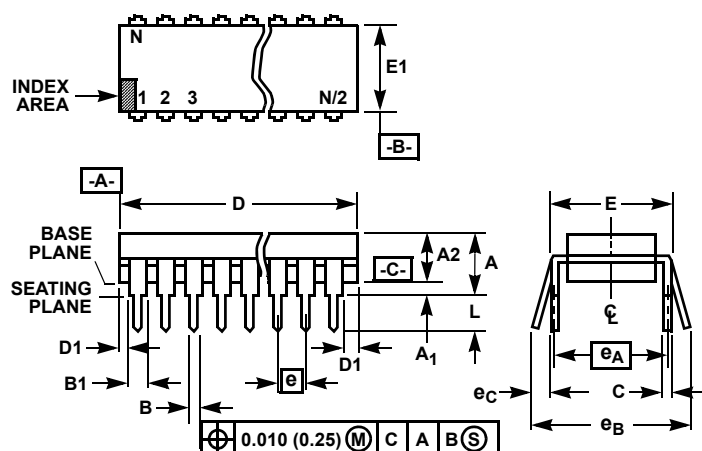 N
E1
INDEX
AREA
1 2 3 N/2
-B-
-A-
D
E
BASE
PLANE
A2
A
-C-
SEATING
PLANE
L
C
L
D1
A1
D1
eA
B1
e
eC
C
B
eB
0.010 (0.25) M C A B S